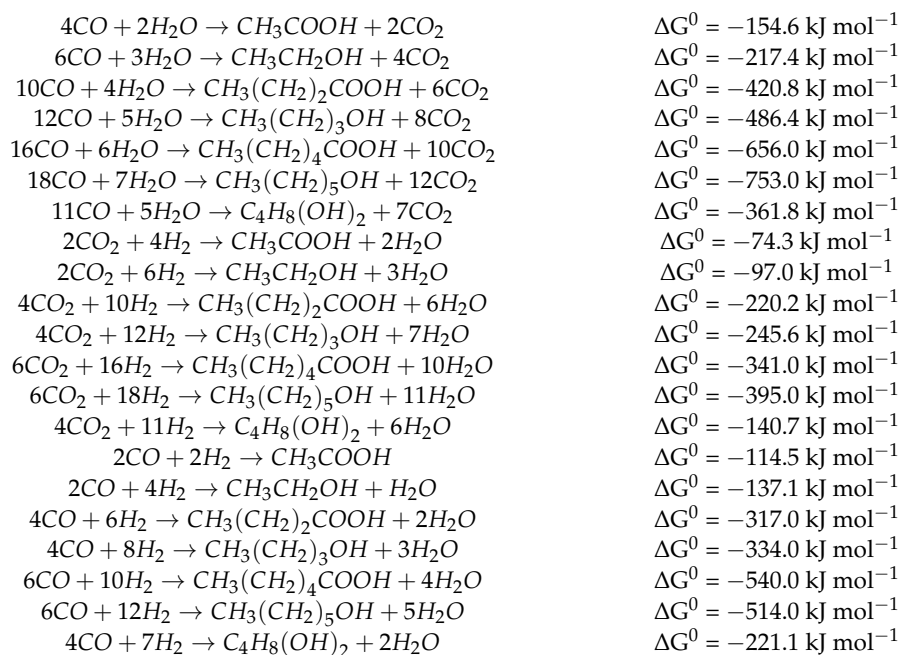 4CO + 2H₂O → CH₃COOH + 2CO₂ ΔG⁰ = −154.6 kJ mol⁻¹
6CO + 3H₂O → CH₃CH₂OH + 4CO₂ ΔG⁰ = −217.4 kJ mol⁻¹
10CO + 4H₂O → CH₃(CH₂)₂COOH + 6CO₂ ΔG⁰ = −420.8 kJ mol⁻¹
12CO + 5H₂O → CH₃(CH₂)₃OH + 8CO₂ ΔG⁰ = −486.4 kJ mol⁻¹
16CO + 6H₂O → CH₃(CH₂)₄COOH + 10CO₂ ΔG⁰ = −656.0 kJ mol⁻¹
18CO + 7H₂O → CH₃(CH₂)₅OH + 12CO₂ ΔG⁰ = −753.0 kJ mol⁻¹
11CO + 5H₂O → C₄H₈(OH)₂ + 7CO₂ ΔG⁰ = −361.8 kJ mol⁻¹
2CO₂ + 4H₂ → CH₃COOH + 2H₂O ΔG⁰ = −74.3 kJ mol⁻¹
2CO₂ + 6H₂ → CH₃CH₂OH + 3H₂O ΔG⁰ = −97.0 kJ mol⁻¹
4CO₂ + 10H₂ → CH₃(CH₂)₂COOH + 6H₂O ΔG⁰ = −220.2 kJ mol⁻¹
4CO₂ + 12H₂ → CH₃(CH₂)₃OH + 7H₂O ΔG⁰ = −245.6 kJ mol⁻¹
6CO₂ + 16H₂ → CH₃(CH₂)₄COOH + 10H₂O ΔG⁰ = −341.0 kJ mol⁻¹
6CO₂ + 18H₂ → CH₃(CH₂)₅OH + 11H₂O ΔG⁰ = −395.0 kJ mol⁻¹
4CO₂ + 11H₂ → C₄H₈(OH)₂ + 6H₂O ΔG⁰ = −140.7 kJ mol⁻¹
2CO + 2H₂ → CH₃COOH ΔG⁰ = −114.5 kJ mol⁻¹
2CO + 4H₂ → CH₃CH₂OH + H₂O ΔG⁰ = −137.1 kJ mol⁻¹
4CO + 6H₂ → CH₃(CH₂)₂COOH + 2H₂O ΔG⁰ = −317.0 kJ mol⁻¹
4CO + 8H₂ → CH₃(CH₂)₃OH + 3H₂O ΔG⁰ = −334.0 kJ mol⁻¹
6CO + 10H₂ → CH₃(CH₂)₄COOH + 4H₂O ΔG⁰ = −540.0 kJ mol⁻¹
6CO + 12H₂ → CH₃(CH₂)₅OH + 5H₂O ΔG⁰ = −514.0 kJ mol⁻¹
4CO + 7H₂ → C₄H₈(OH)₂ + 2H₂O ΔG⁰ = −221.1 kJ mol⁻¹